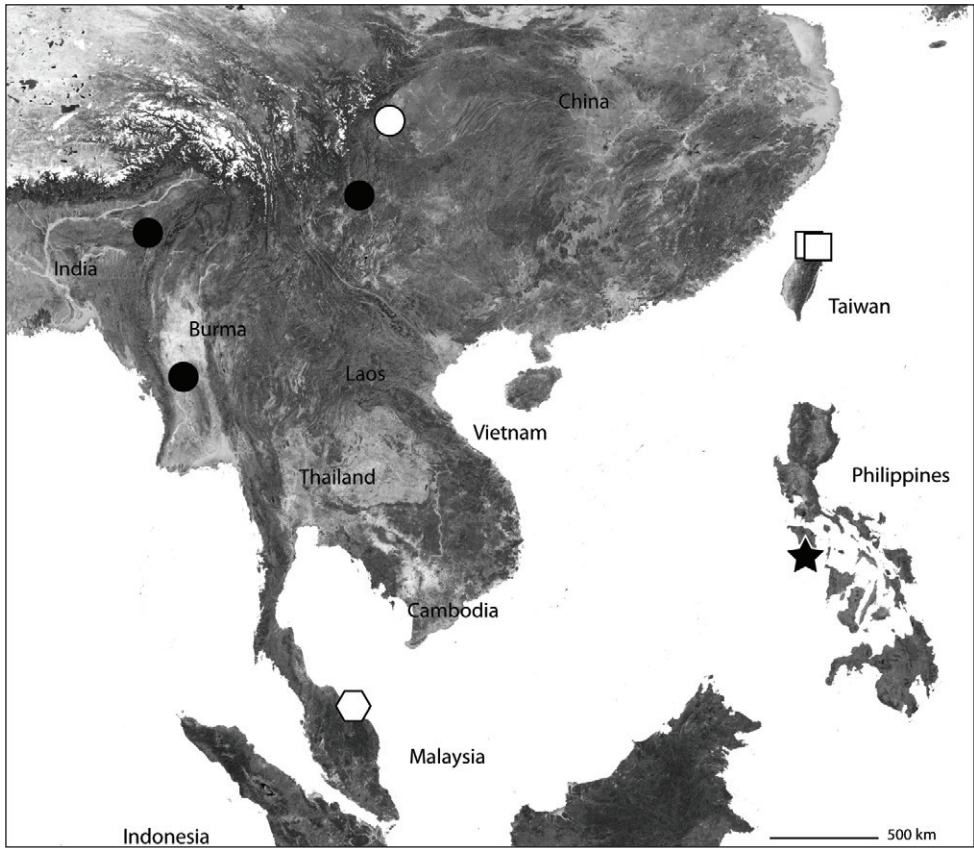 China
India
Taiwan
Burma
Laos
Vietnam
Thailand
Philippines
Cambodia
Malaysia
Indonesia
500 km